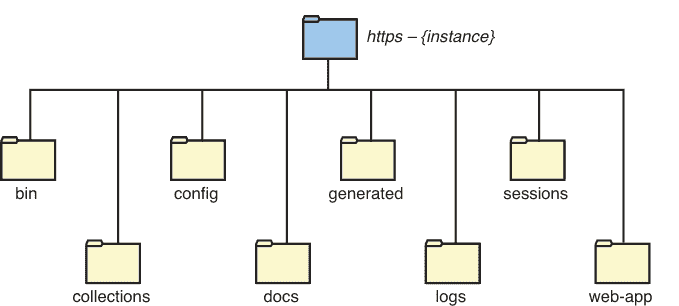 https – {instance}
bin
config
generated
sessions
collections
docs
logs
web-app